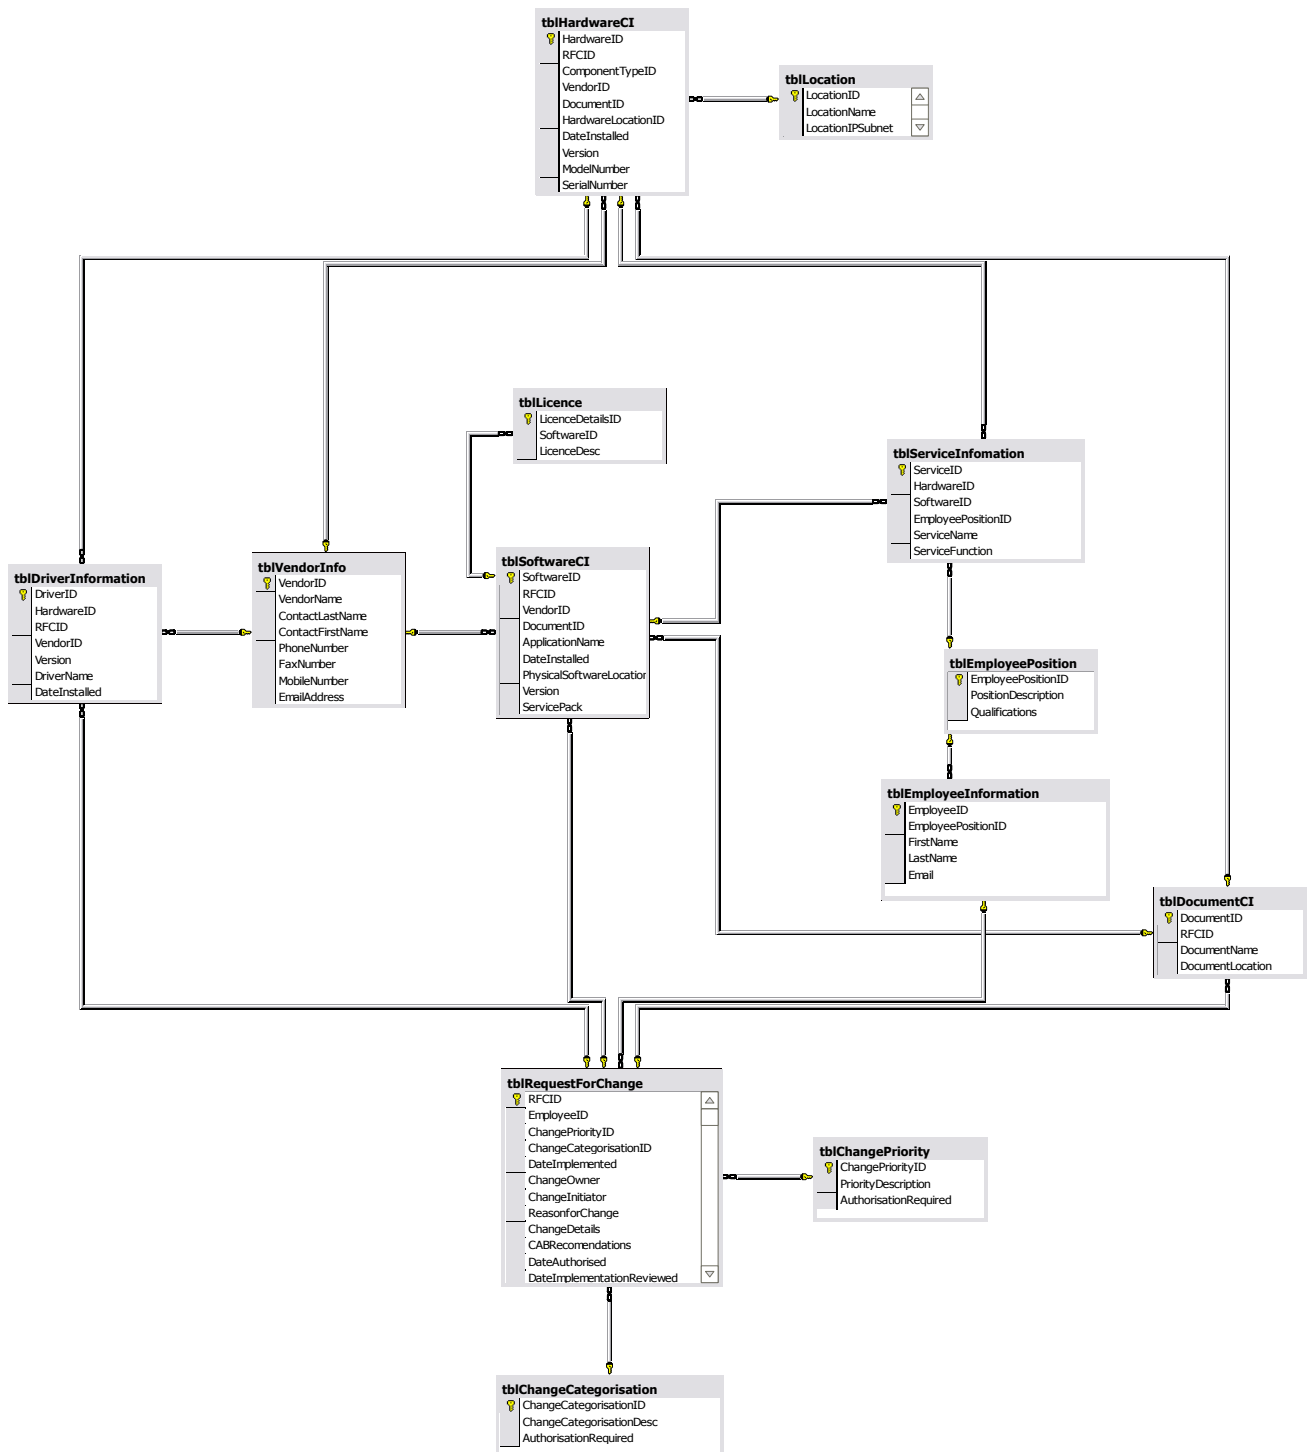 tblHardwareCI
HardwareID
RFCID
ComponentTypeID
VendorID
DocumentID
HardwareLocationID
DateInstalled
Version
ModelNumber
SerialNumber
tblLocation
LocationID
LocationName
LocationIPSubnet
tblLicence
LicenceDetailsID
SoftwareID
LicenceDesc
tblServiceInfomation
ServiceID
HardwareID
SoftwareID
EmployeePositionID
ServiceName
ServiceFunction
tblDriverInformation
DriverID
HardwareID
RFCID
VendorID
Version
DriverName
DateInstalled
tblVendorInfo
VendorID
VendorName
ContactLastName
ContactFirstName
PhoneNumber
FaxNumber
MobileNumber
EmailAddress
tblSoftwareCI
SoftwareID
RFCID
VendorID
DocumentID
ApplicationName
DateInstalled
PhysicalSoftwareLocation
Version
ServicePack
tblEmployeePosition
EmployeePositionID
PositionDescription
Qualifications
tblEmployeeInformation
EmployeeID
EmployeePositionID
FirstName
LastName
Email
tblDocumentCI
DocumentID
RFCID
DocumentName
DocumentLocation
tblRequestForChange
RFCID
EmployeeID
ChangePriorityID
ChangeCategorisationID
DateImplemented
ChangeOwner
ChangeInitiator
ReasonforChange
ChangeDetails
CABRecomendations
DateAuthorised
DateImplementationReviewed
tblChangePriority
ChangePriorityID
PriorityDescription
AuthorisationRequired
tblChangeCategorisation
ChangeCategorisationID
ChangeCategorisationDesc
AuthorisationRequired